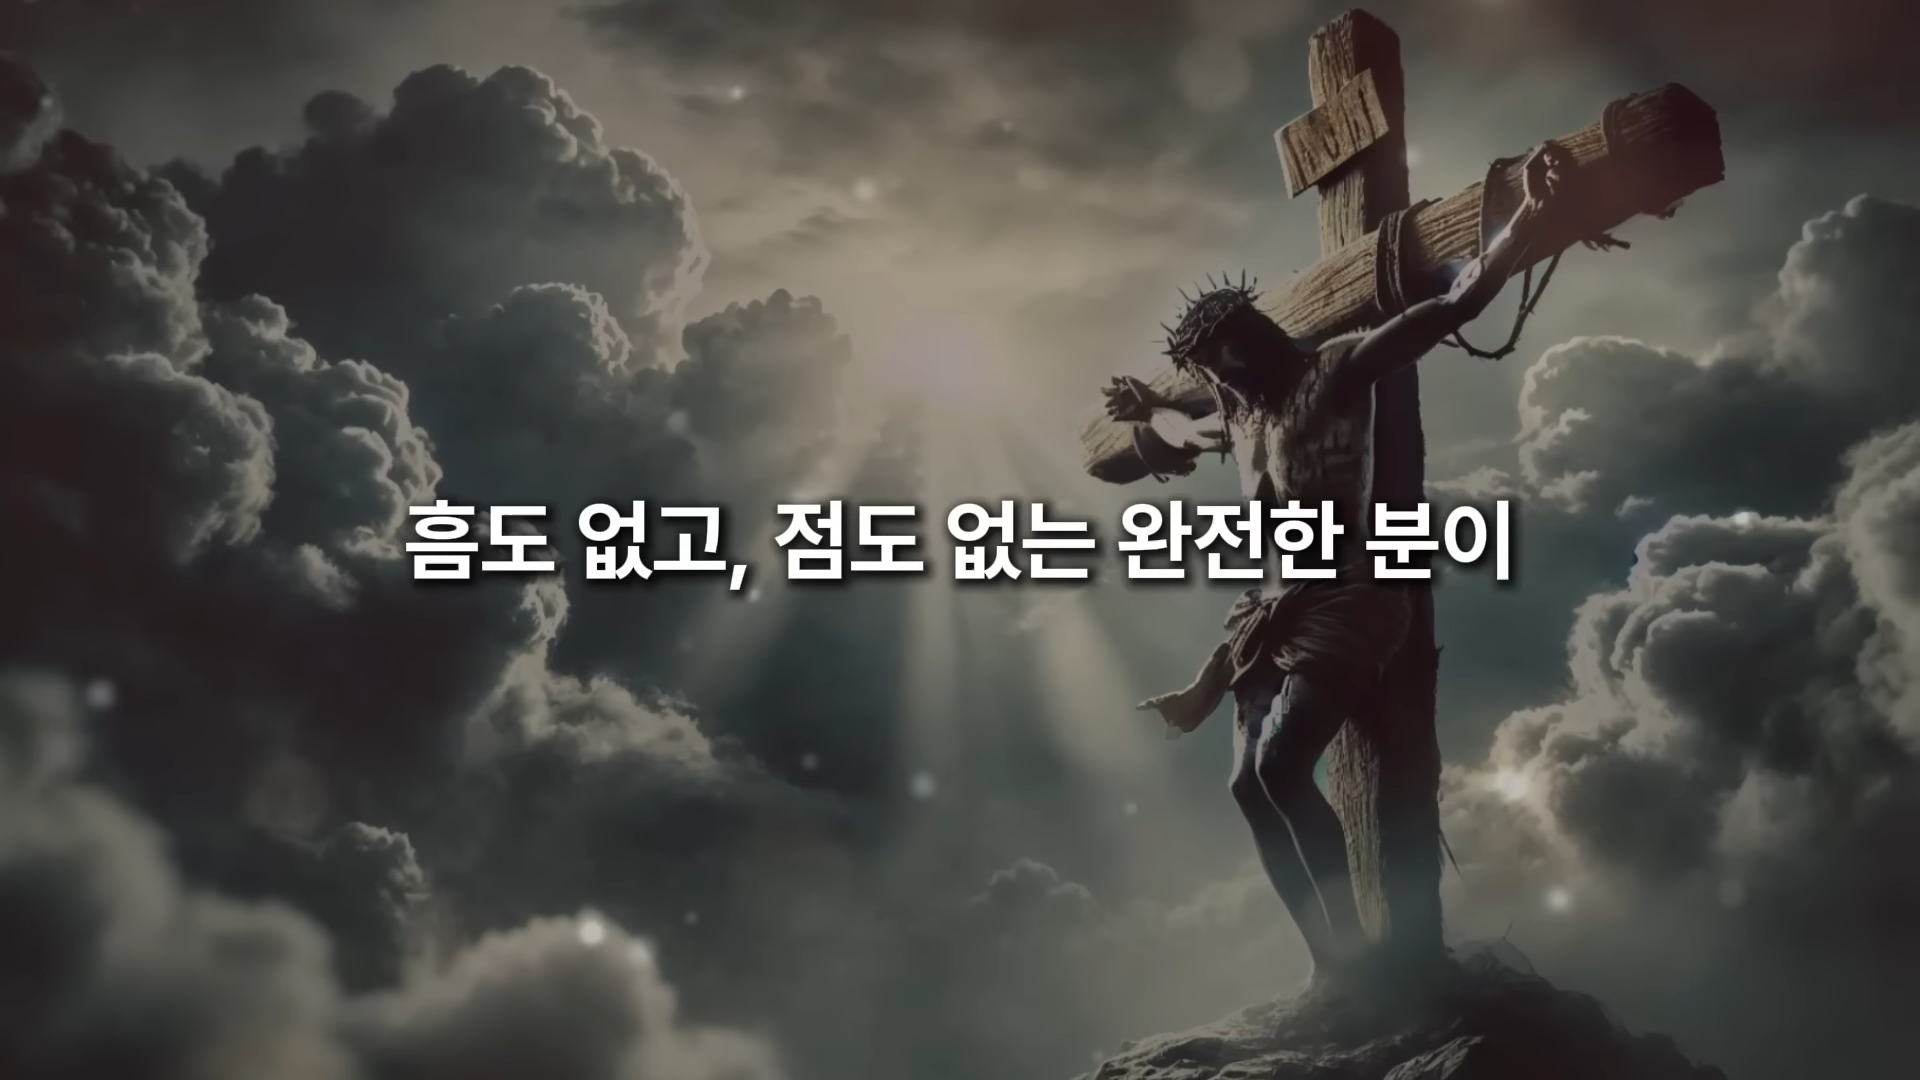 흠도 없고, 점도 없는 완전한 분이